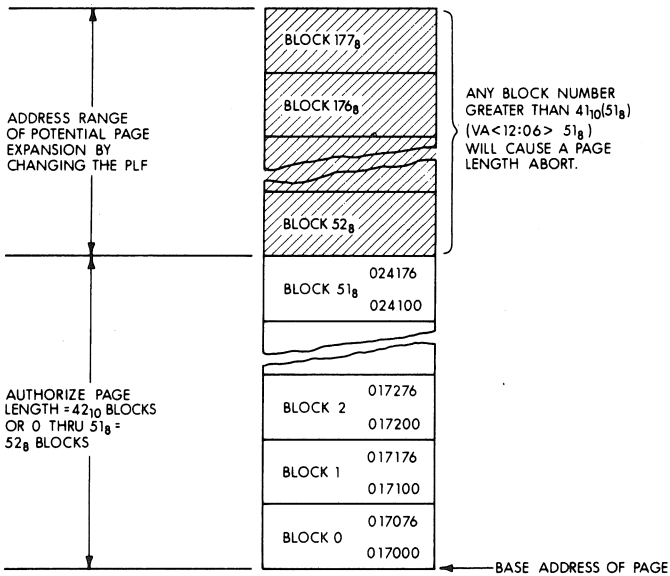 BLOCK 177₈
BLOCK 176₈
ANY BLOCK NUMBER
GREATER THAN 41₁₀(51₈)
(VA<12:06> 51₈)
WILL CAUSE A PAGE
LENGTH ABORT.
ADDRESS RANGE
OF POTENTIAL PAGE
EXPANSION BY
CHANGING THE PLF
BLOCK 52₈
024176
BLOCK 51₈
024100
AUTHORIZE PAGE
LENGTH = 42₁₀ BLOCKS
OR 0 THRU 51₈ =
52₈ BLOCKS
017276
BLOCK 2
017200
017176
BLOCK 1
017100
017076
BLOCK 0
017000
BASE ADDRESS OF PAGE